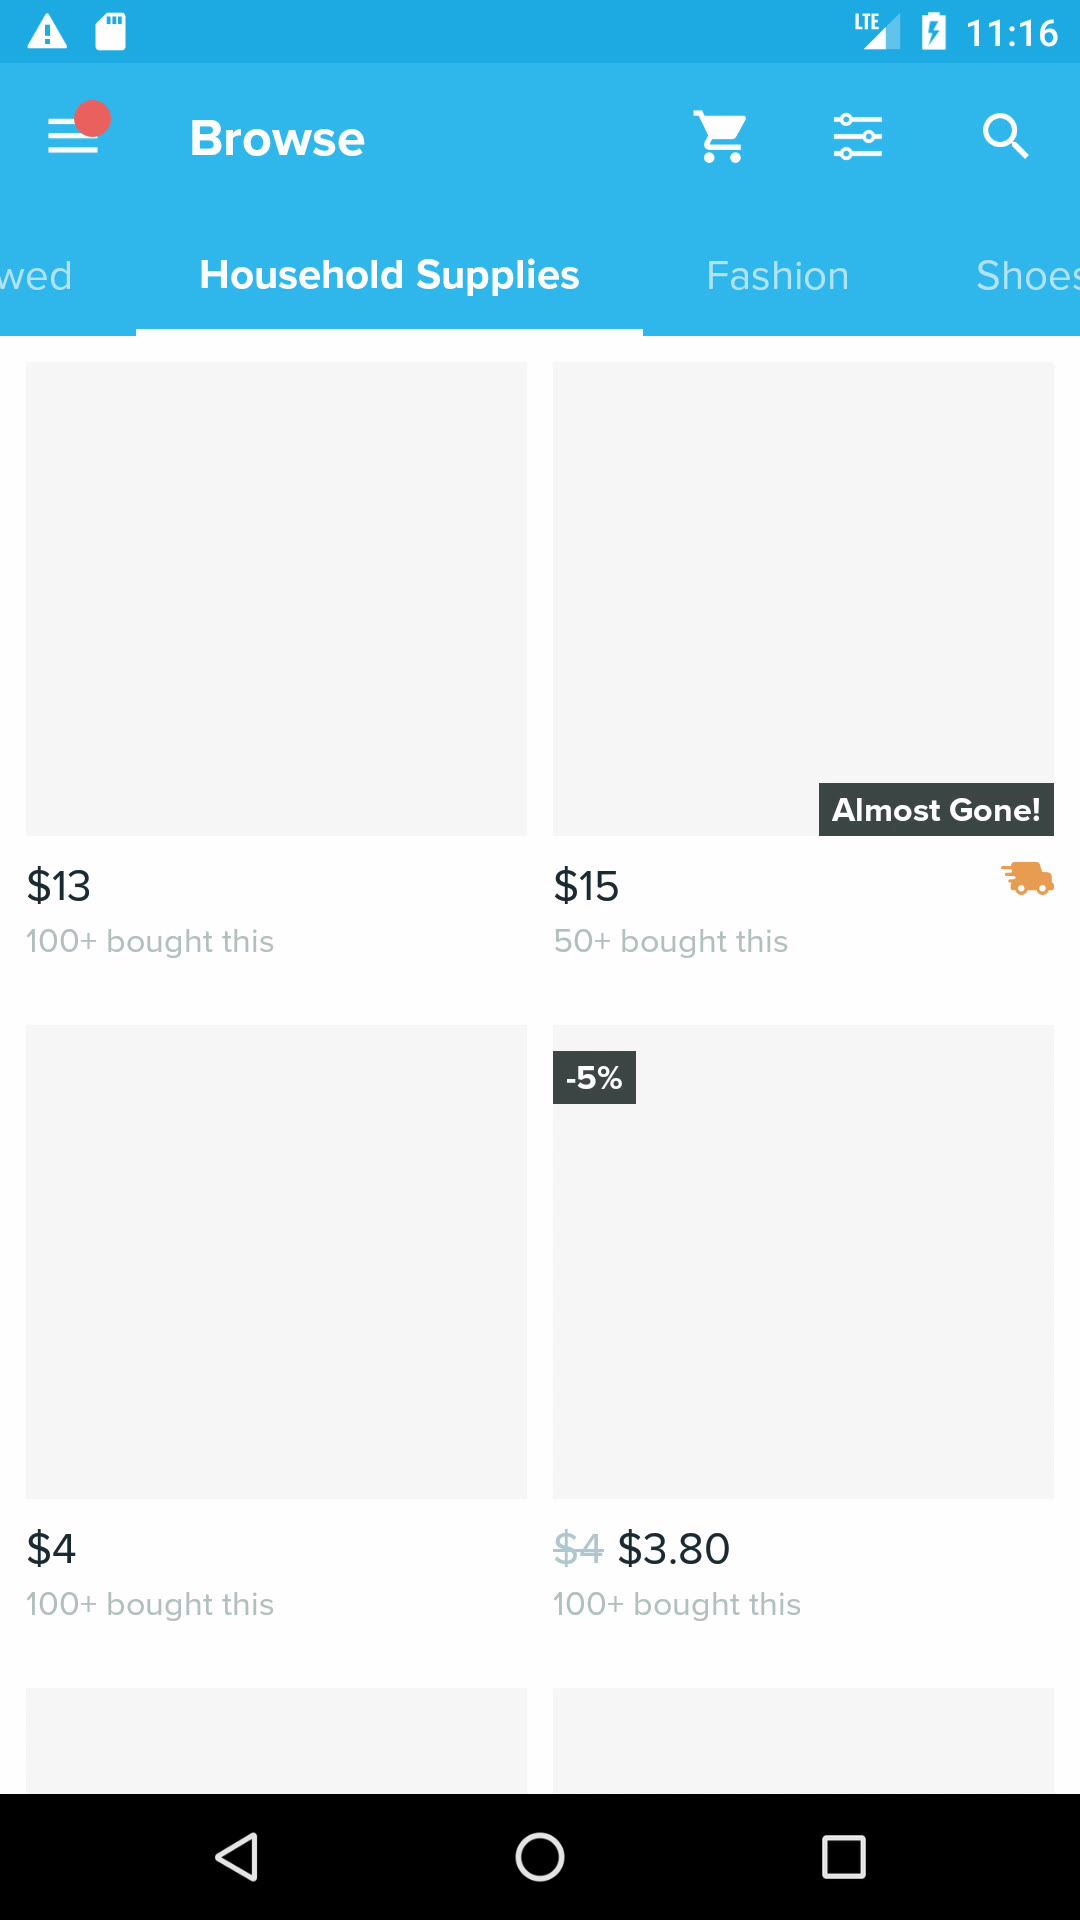 LTE 11:16
Browse
wed Household Supplies Fashion Shoes
Almost Gone!
$13 $15
100+ bought this 50+ bought this
-5%
$4 $4 $3.80
100+ bought this 100+ bought this